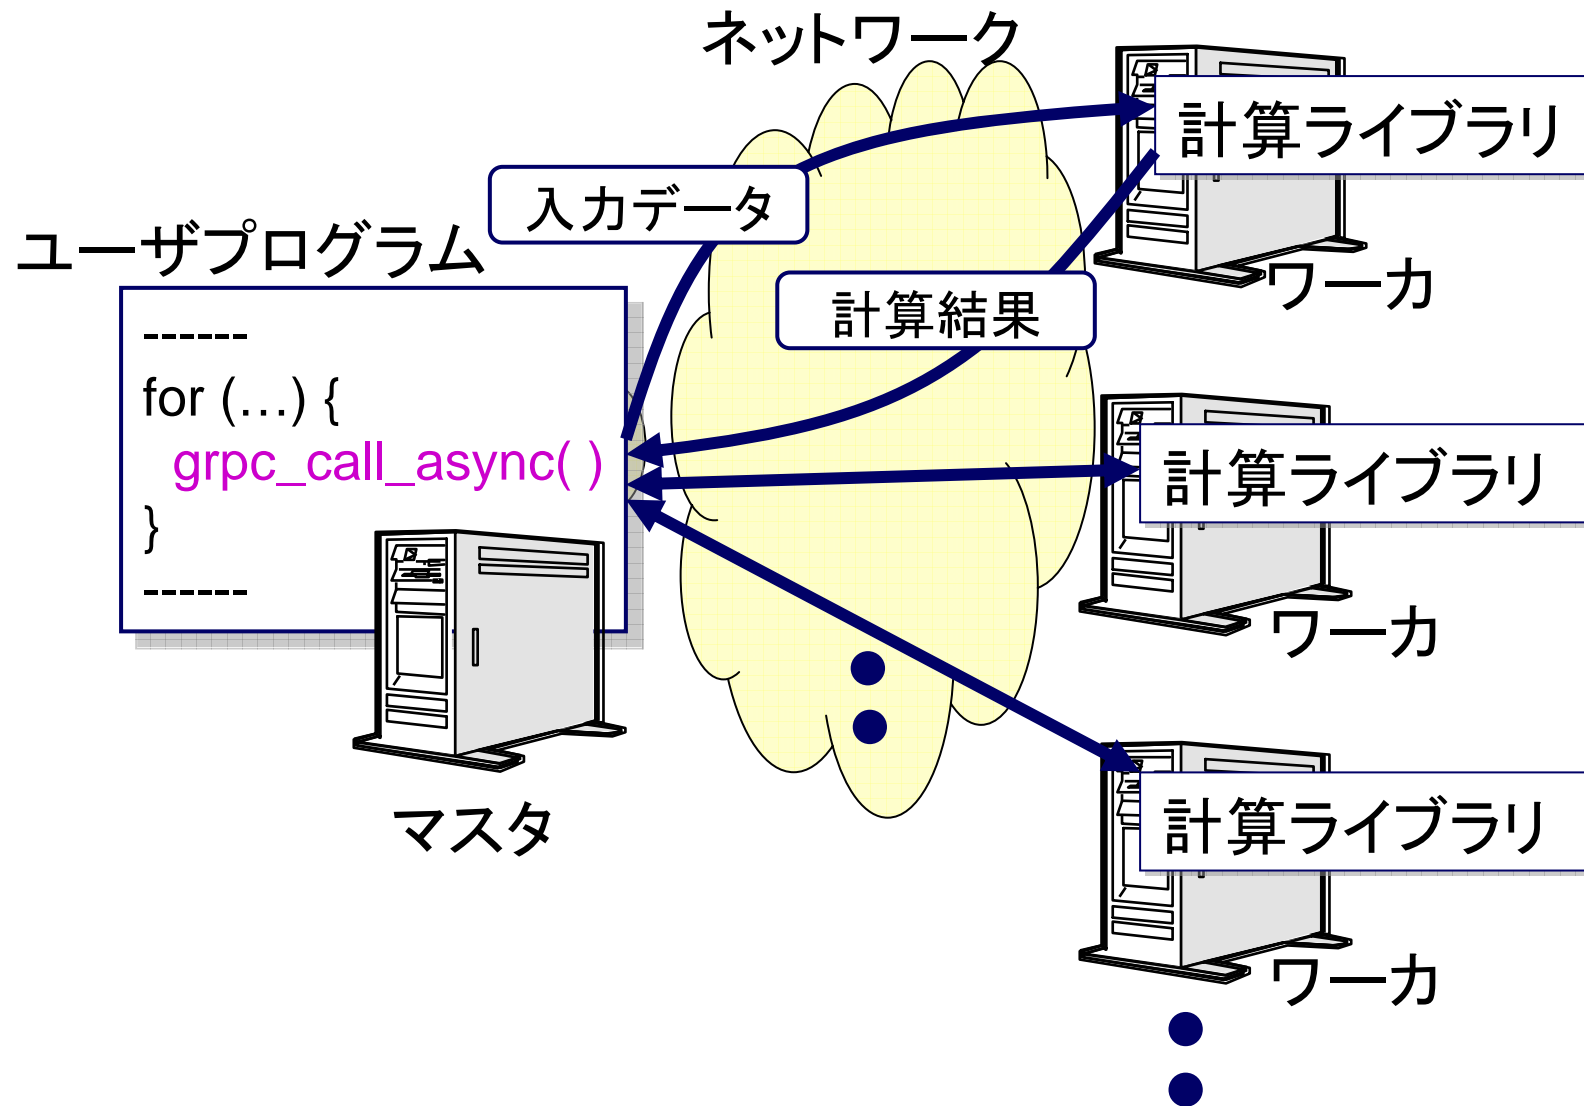 ネットワーク
計算ライブラリ
入力データ
ユーザプログラム
ワーカ
計算結果
------
for (…) {
grpc_call_async( )
}
------
計算ライブラリ
ワーカ
マスタ
計算ライブラリ
ワーカ